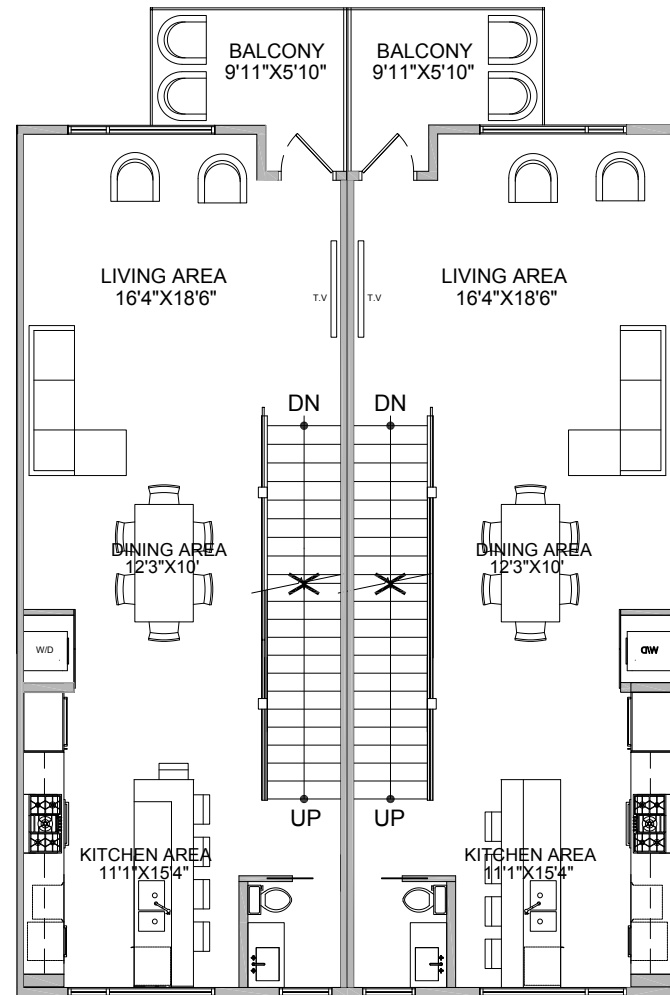 BALCONY
9'11"X5'10"
BALCONY
9'11"X5'10"
LIVING AREA
16'4"X18'6"
T.V
T.V
LIVING AREA
16'4"X18'6"
DN
DN
DINING AREA
12'3"X10'
DINING AREA
12'3"X10'
W/D
W/D
UP
UP
KITCHEN AREA
11'1"X15'4"
KITCHEN AREA
11'1"X15'4"